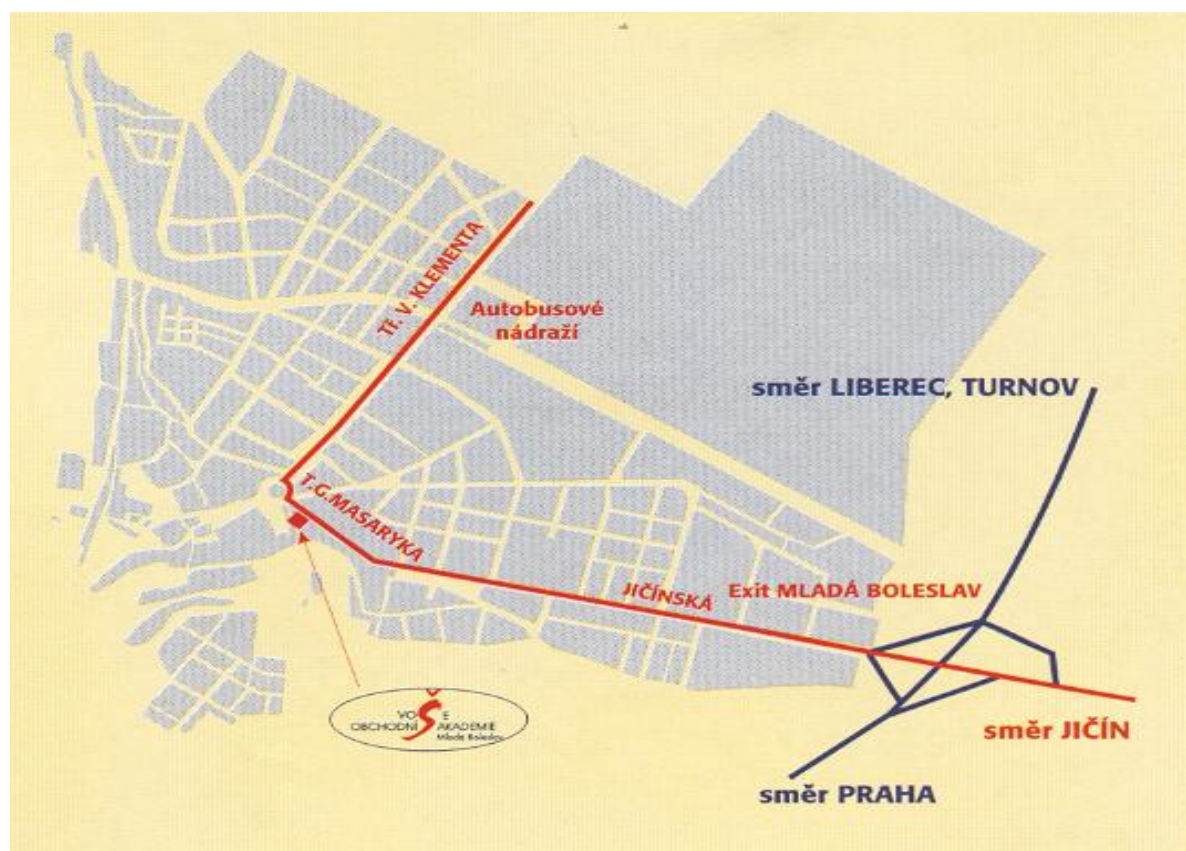 Tř. V. KLEMENTA
Autobusové
nádraží
směr LIBEREC, TURNOV
T.G.MASARYKA
JIČÍNSKÁ
Exit MLADÁ BOLESLAV
VOŠ E
OBCHODNÍ AKADEMIE
Mladá Boleslav
směr JIČÍN
směr PRAHA